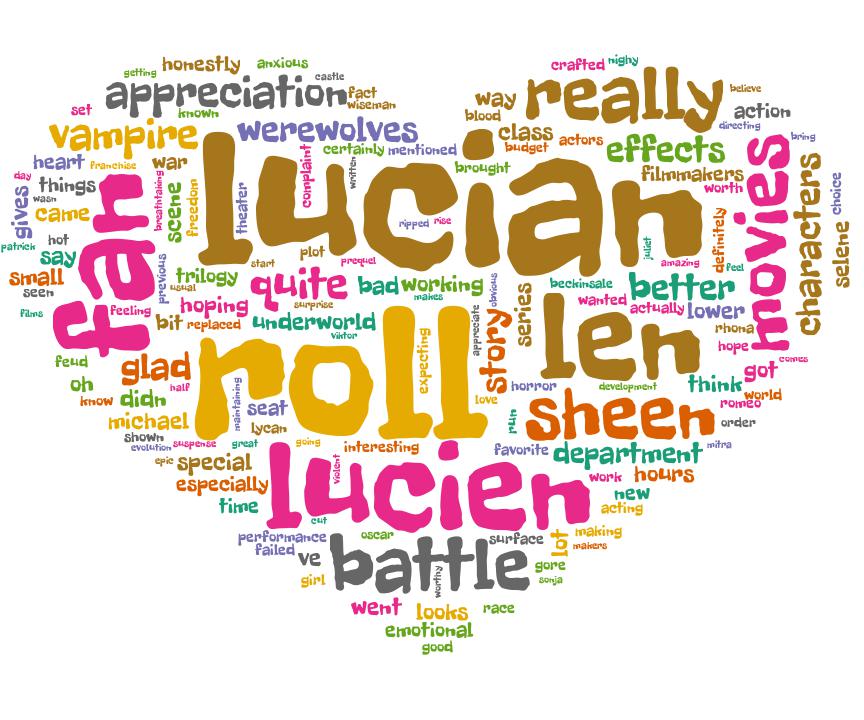 getting
honestly
anxious
castle
crafted
nighy
set
appreciation
fact
wiseman
known
way
blood
really
believe
action
directing
vampire
werewolves
certainly
mentioned
class
budget
actors
effects
bring
heart
franchise
war
complaint
written
brought
filmmakers
worth
movies
day
things
wasn
gives
came
fan
breathtaking
scene
freedom
theater
lucian
ripped
rise
juliet
definitely
characters
choice
selene
patrick
hot
say
plot
prequel
start
amazing
feel
small
seen
previous
usual
trilogy
quite
bad
working
makes
obvious
series
beckinsale
better
films
feeling
hoping
surprise
wanted
actually
lower
bit
replaced
underworld
viktor
roll
expecting
appreciate
story
len
rhona
hope
feud
glad
half
oh
didn
know
maintaining
seat
love
horror
development
think
got
comes
world
romeo
michael
lycan
run
sheen
order
shown
evolution
suspense
great
going
interesting
favorite
department
mitra
epic
special
especially
violent
lucien
work
hours
time
cut
new
acting
performance
failed
oscar
surface
lot
making
makers
ve
girl
battle
worthy
gore
sonja
went
looks
race
emotional
good